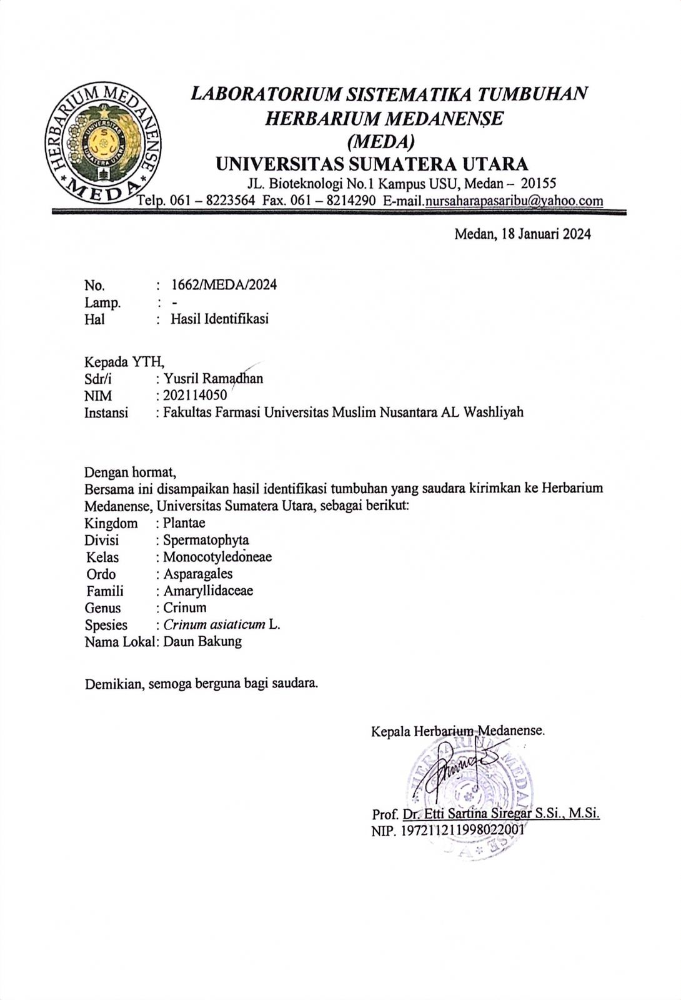 HERBARIUM MEDANENSE
* MEDA *
UNIVERSITAS
SUMATERA UTARA
LABORATORIUM SISTEMATIKA TUMBUHAN
HERBARIUM MEDANENSE
(MEDA)
UNIVERSITAS SUMATERA UTARA
JL. Bioteknologi No.1 Kampus USU, Medan – 20155
Telp. 061 – 8223564 Fax. 061 – 8214290 E-mail.nursaharapasaribu@yahoo.com
Medan, 18 Januari 2024
No. : 1662/MEDA/2024
Lamp. : -
Hal : Hasil Identifikasi
Kepada YTH,
Sdr/i : Yusril Ramadhan
NIM : 202114050
Instansi : Fakultas Farmasi Universitas Muslim Nusantara AL Washliyah
Dengan hormat,
Bersama ini disampaikan hasil identifikasi tumbuhan yang saudara kirimkan ke Herbarium
Medanense, Universitas Sumatera Utara, sebagai berikut:
Kingdom : Plantae
Divisi : Spermatophyta
Kelas : Monocotyledoneae
Ordo : Asparagales
Famili : Amaryllidaceae
Genus : Crinum
Spesies : Crinum asiaticum L.
Nama Lokal: Daun Bakung
Demikian, semoga berguna bagi saudara.
Kepala Herbarium Medanense.
HERBARIUM MEDANENSE
Prof. Dr. Etti Sartina Siregar S.Si., M.Si.
NIP. 197211211998022001